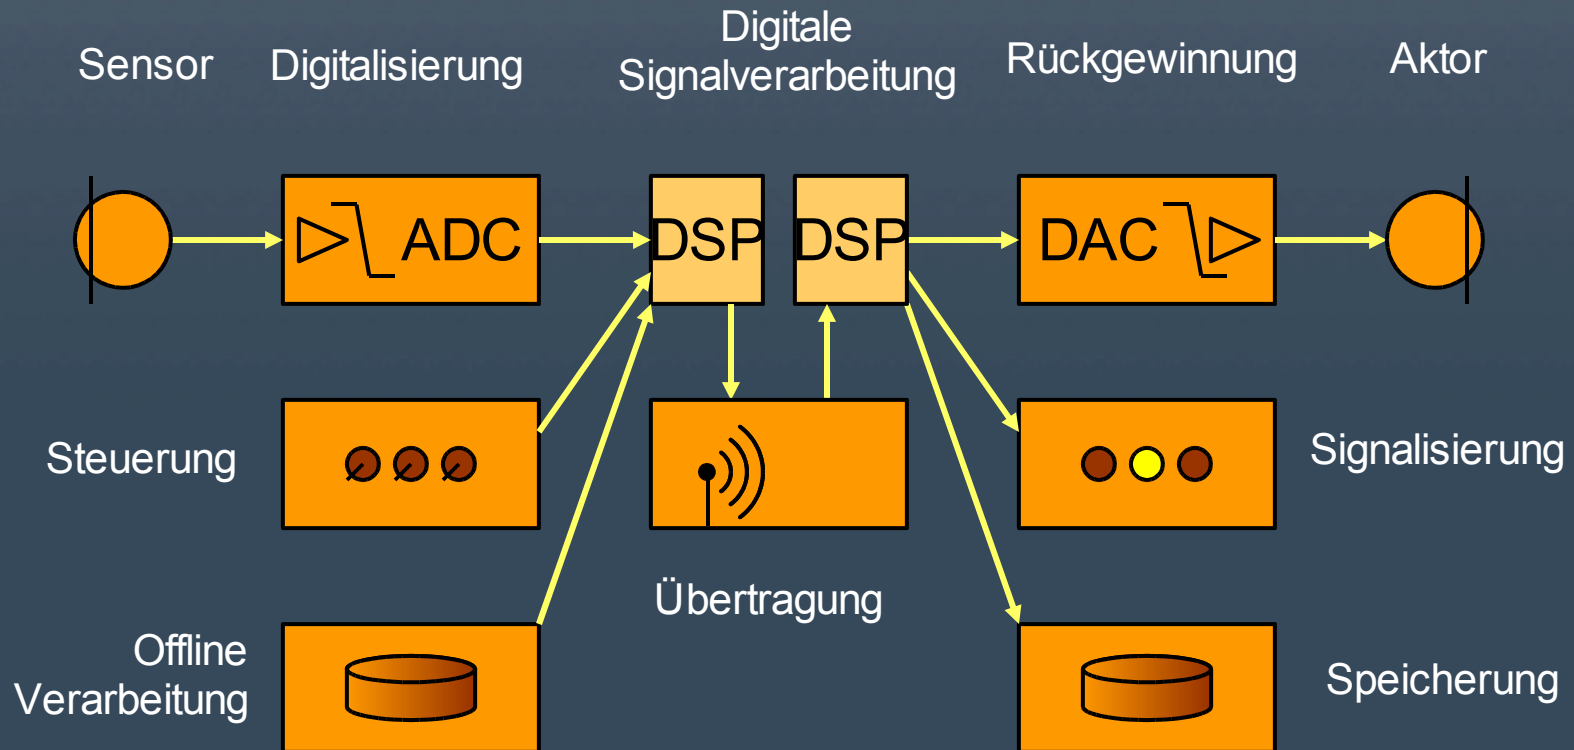 Sensor
Digitalisierung
Digitale
Signalverarbeitung
Rückgewinnung
Aktor
ADC
DSP
DSP
DAC
Steuerung
Signalisierung
Übertragung
Offline
Verarbeitung
Speicherung